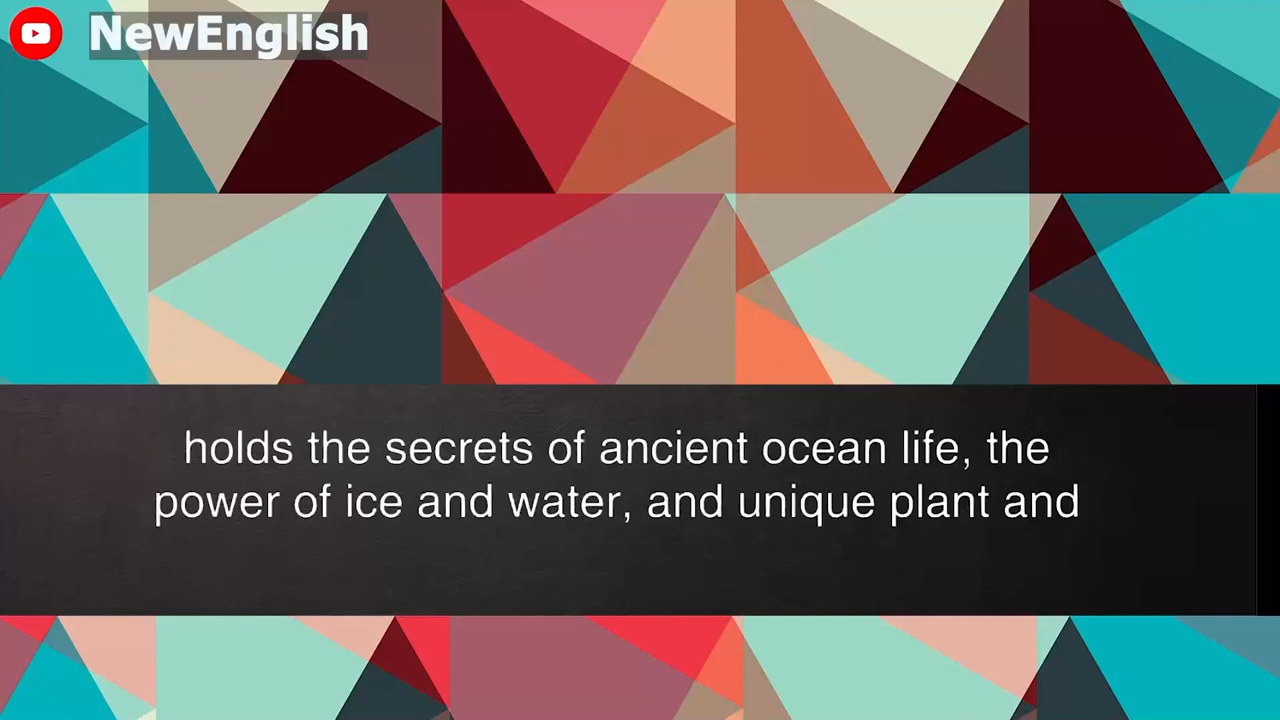 NewEnglish
holds the secrets of ancient ocean life, the
power of ice and water, and unique plant and